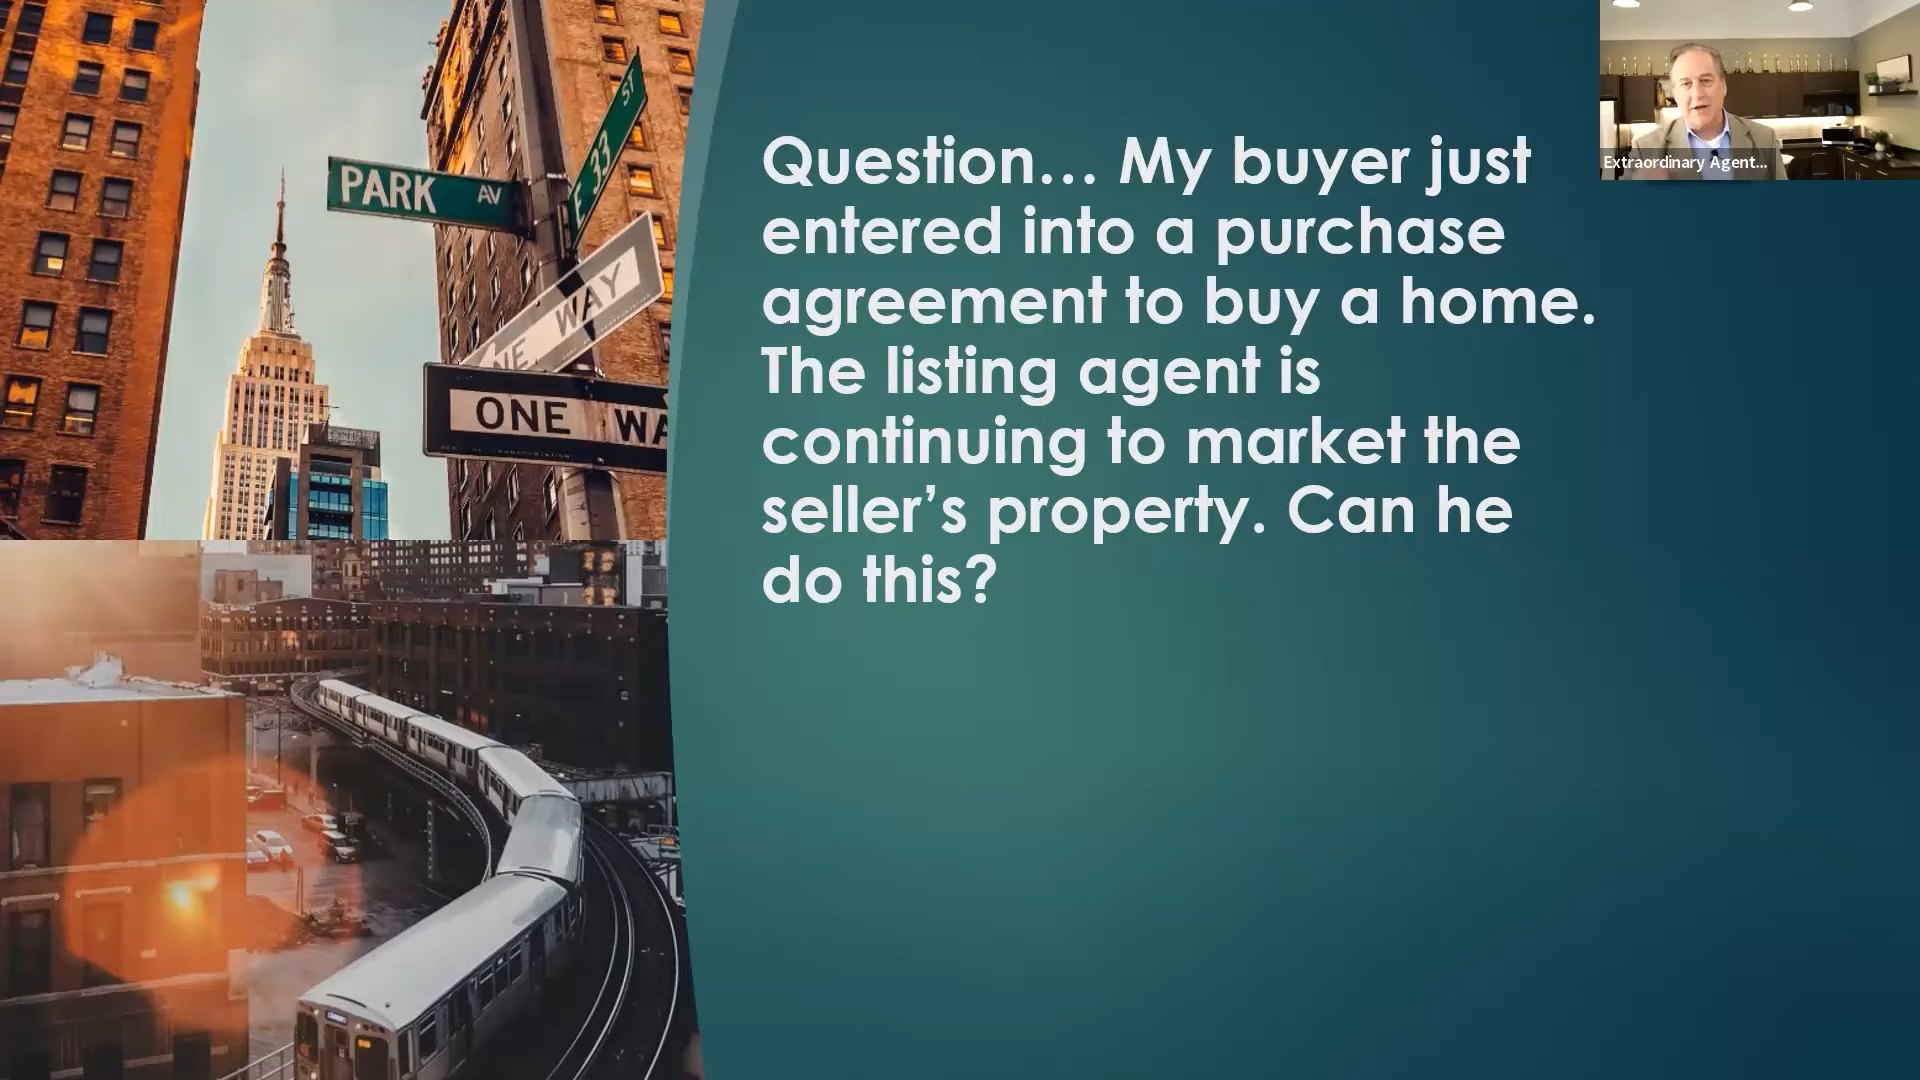 PARK AV
E 33 ST
ONE WAY
ONE WA
Question... My buyer just
entered into a purchase
agreement to buy a home.
The listing agent is
continuing to market the
seller’s property. Can he
do this?
Extraordinary Agent...